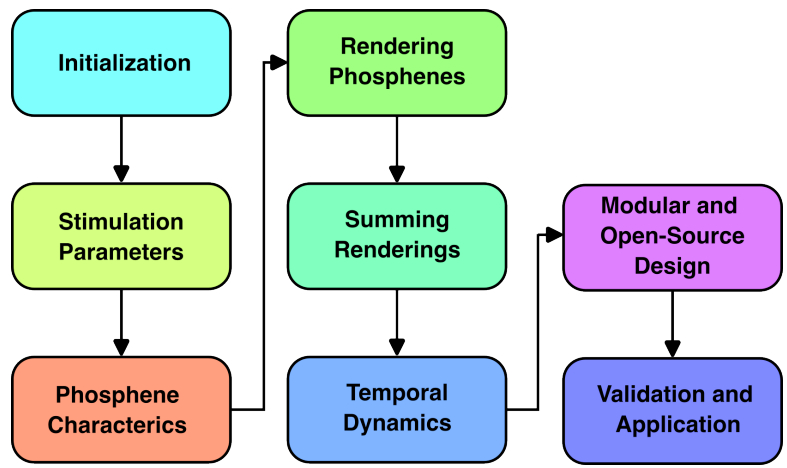 Initialization
Stimulation
Parameters
Phosphene
Characterics
Rendering
Phosphenes
Summing
Renderings
Temporal
Dynamics
Modular and
Open-Source
Design
Validation and
Application